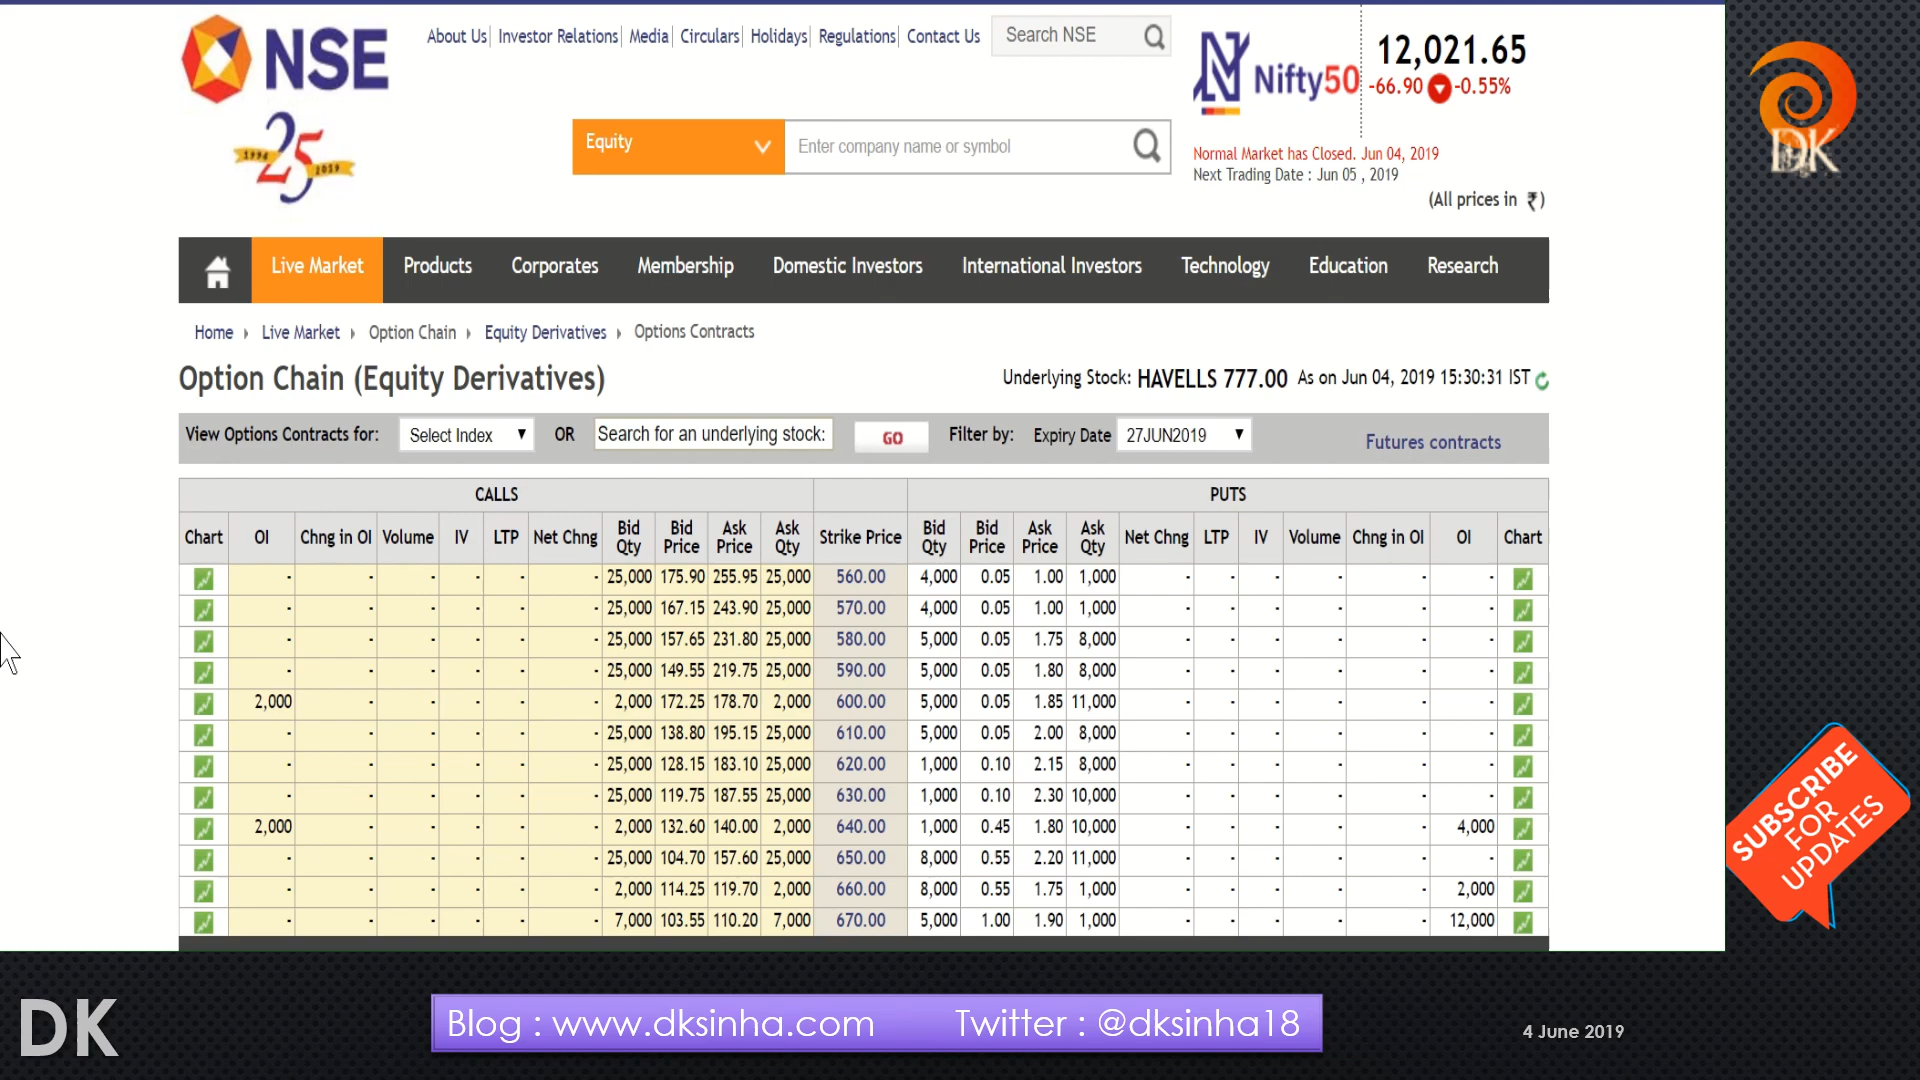 NSE
About Us| Investor Relations| Media| Circulars| Holidays| Regulations| Contact Us
Search NSE
Nifty50
12,021.65
-66.90 -0.55%
25
1994 2019
Equity
Enter company name or symbol
Normal Market has Closed. Jun 04, 2019
Next Trading Date : Jun 05 , 2019
(All prices in ₹)
DK
Live Market Products Corporates Membership Domestic Investors International Investors Technology Education Research
Home Live Market Option Chain Equity Derivatives Options Contracts
Option Chain (Equity Derivatives)
Underlying Stock: HAVELLS 777.00 As on Jun 04, 2019 15:30:31 IST
View Options Contracts for: Select Index OR Search for an underlying stock: GO Filter by: Expiry Date 27JUN2019 Futures contracts
CALLS PUTS
Chart OI Chng in OI Volume IV LTP Net Chng Bid Qty Bid Price Ask Price Ask Qty Strike Price Bid Qty Bid Price Ask Price Ask Qty Net Chng LTP IV Volume Chng in OI OI Chart
- - - - - - 25,000 175.90 255.95 25,000 560.00 4,000 0.05 1.00 1,000 - - - - - -
- - - - - - 25,000 167.15 243.90 25,000 570.00 4,000 0.05 1.00 1,000 - - - - - -
- - - - - - 25,000 157.65 231.80 25,000 580.00 5,000 0.05 1.75 8,000 - - - - - -
- - - - - - 25,000 149.55 219.75 25,000 590.00 5,000 0.05 1.80 8,000 - - - - - -
2,000 - - - - - 2,000 172.25 178.70 2,000 600.00 5,000 0.05 1.85 11,000 - - - - - -
- - - - - - 25,000 138.80 195.15 25,000 610.00 5,000 0.05 2.00 8,000 - - - - - -
- - - - - - 25,000 128.15 183.10 25,000 620.00 1,000 0.10 2.15 8,000 - - - - - -
- - - - - - 25,000 119.75 187.55 25,000 630.00 1,000 0.10 2.30 10,000 - - - - - -
2,000 - - - - - 2,000 132.60 140.00 2,000 640.00 1,000 0.45 1.80 10,000 - - - - - 4,000
- - - - - - 25,000 104.70 157.60 25,000 650.00 8,000 0.55 2.20 11,000 - - - - - -
- - - - - - 2,000 114.25 119.70 2,000 660.00 8,000 0.55 1.75 1,000 - - - - - 2,000
- - - - - - 7,000 103.55 110.20 7,000 670.00 5,000 1.00 1.90 1,000 - - - - - 12,000
SUBSCRIBE
FOR
UPDATES
DK
Blog : www.dksinha.com Twitter : @dksinha18
4 June 2019